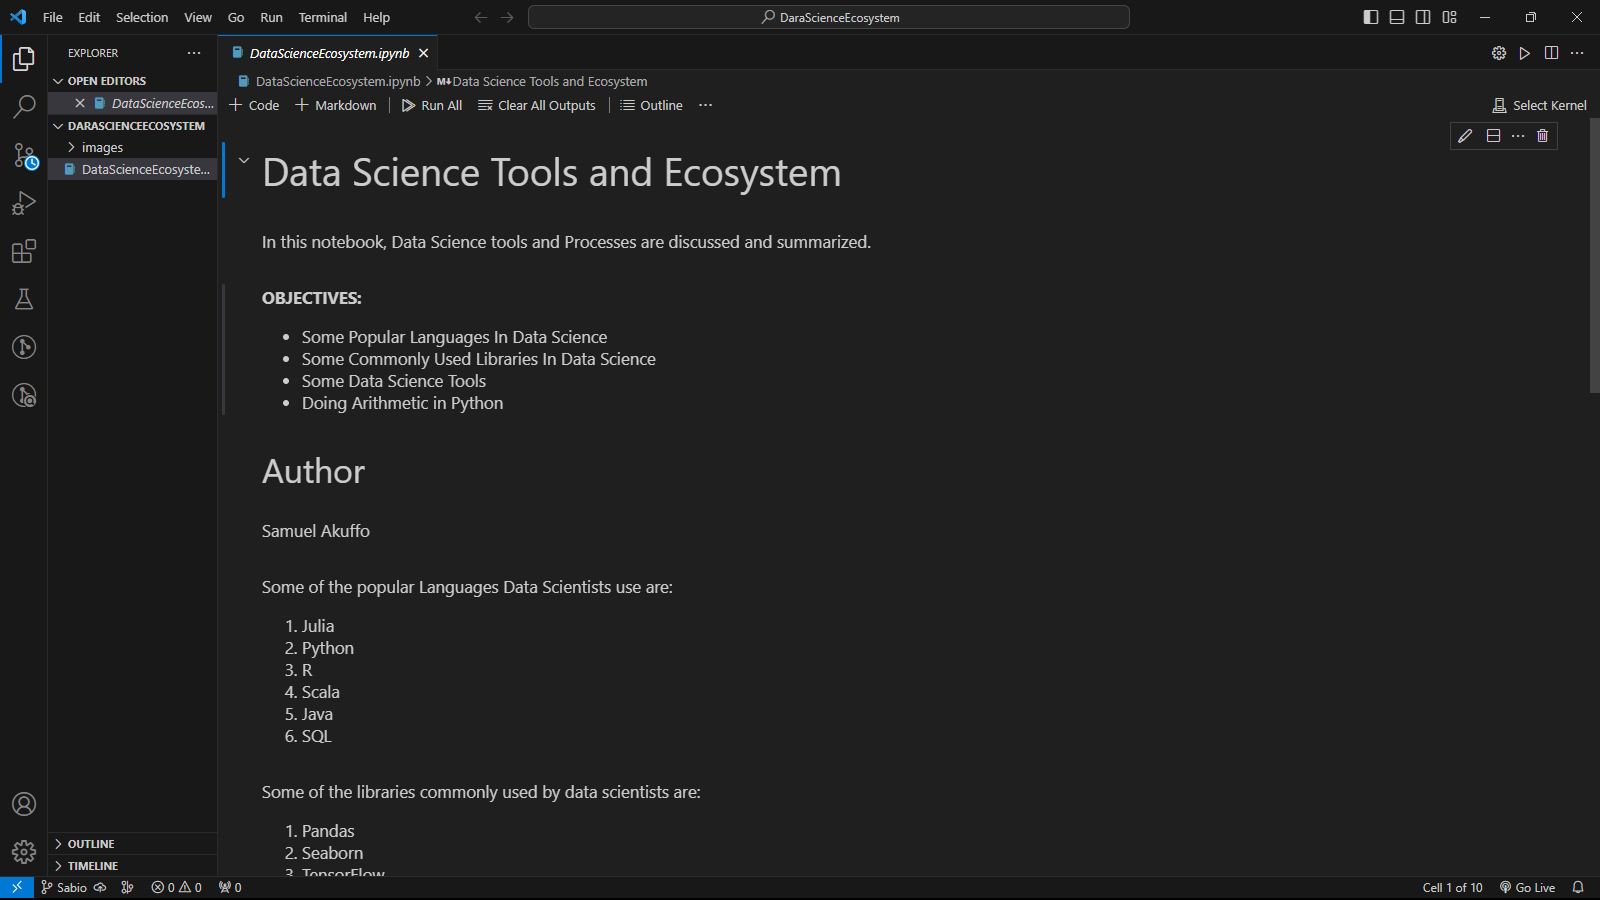 File Edit Selection View Go Run Terminal Help
DaraScienceEcosystem
EXPLORER
OPEN EDITORS
DataScienceEcos...
DARASCIENCEECOSYSTEM
images
DataScienceEcosyste...
OUTLINE
TIMELINE
DataScienceEcosystem.ipynb
DataScienceEcosystem.ipynb > M↓Data Science Tools and Ecosystem
+ Code + Markdown Run All Clear All Outputs Outline ... Select Kernel
Data Science Tools and Ecosystem
In this notebook, Data Science tools and Processes are discussed and summarized.
OBJECTIVES:
• Some Popular Languages In Data Science
• Some Commonly Used Libraries In Data Science
• Some Data Science Tools
• Doing Arithmetic in Python
Author
Samuel Akuffo
Some of the popular Languages Data Scientists use are:
1. Julia
2. Python
3. R
4. Scala
5. Java
6. SQL
Some of the libraries commonly used by data scientists are:
1. Pandas
2. Seaborn
3. TensorFlow
Sabio 0 0 0 Cell 1 of 10 Go Live